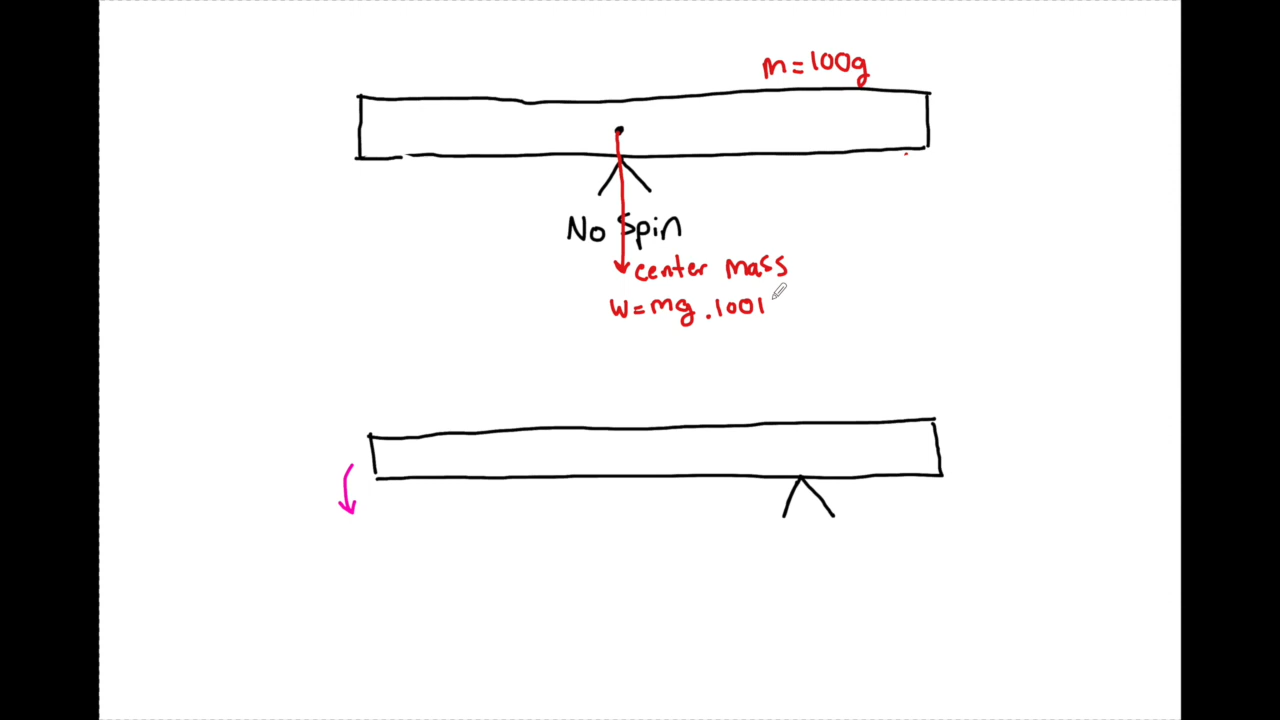 m = 100g
No Spin
center mass
W = mg .1001